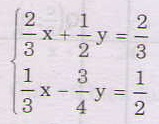 2/3 x + 1/2 y = 2/3
1/3 x − 3/4 y = 1/2